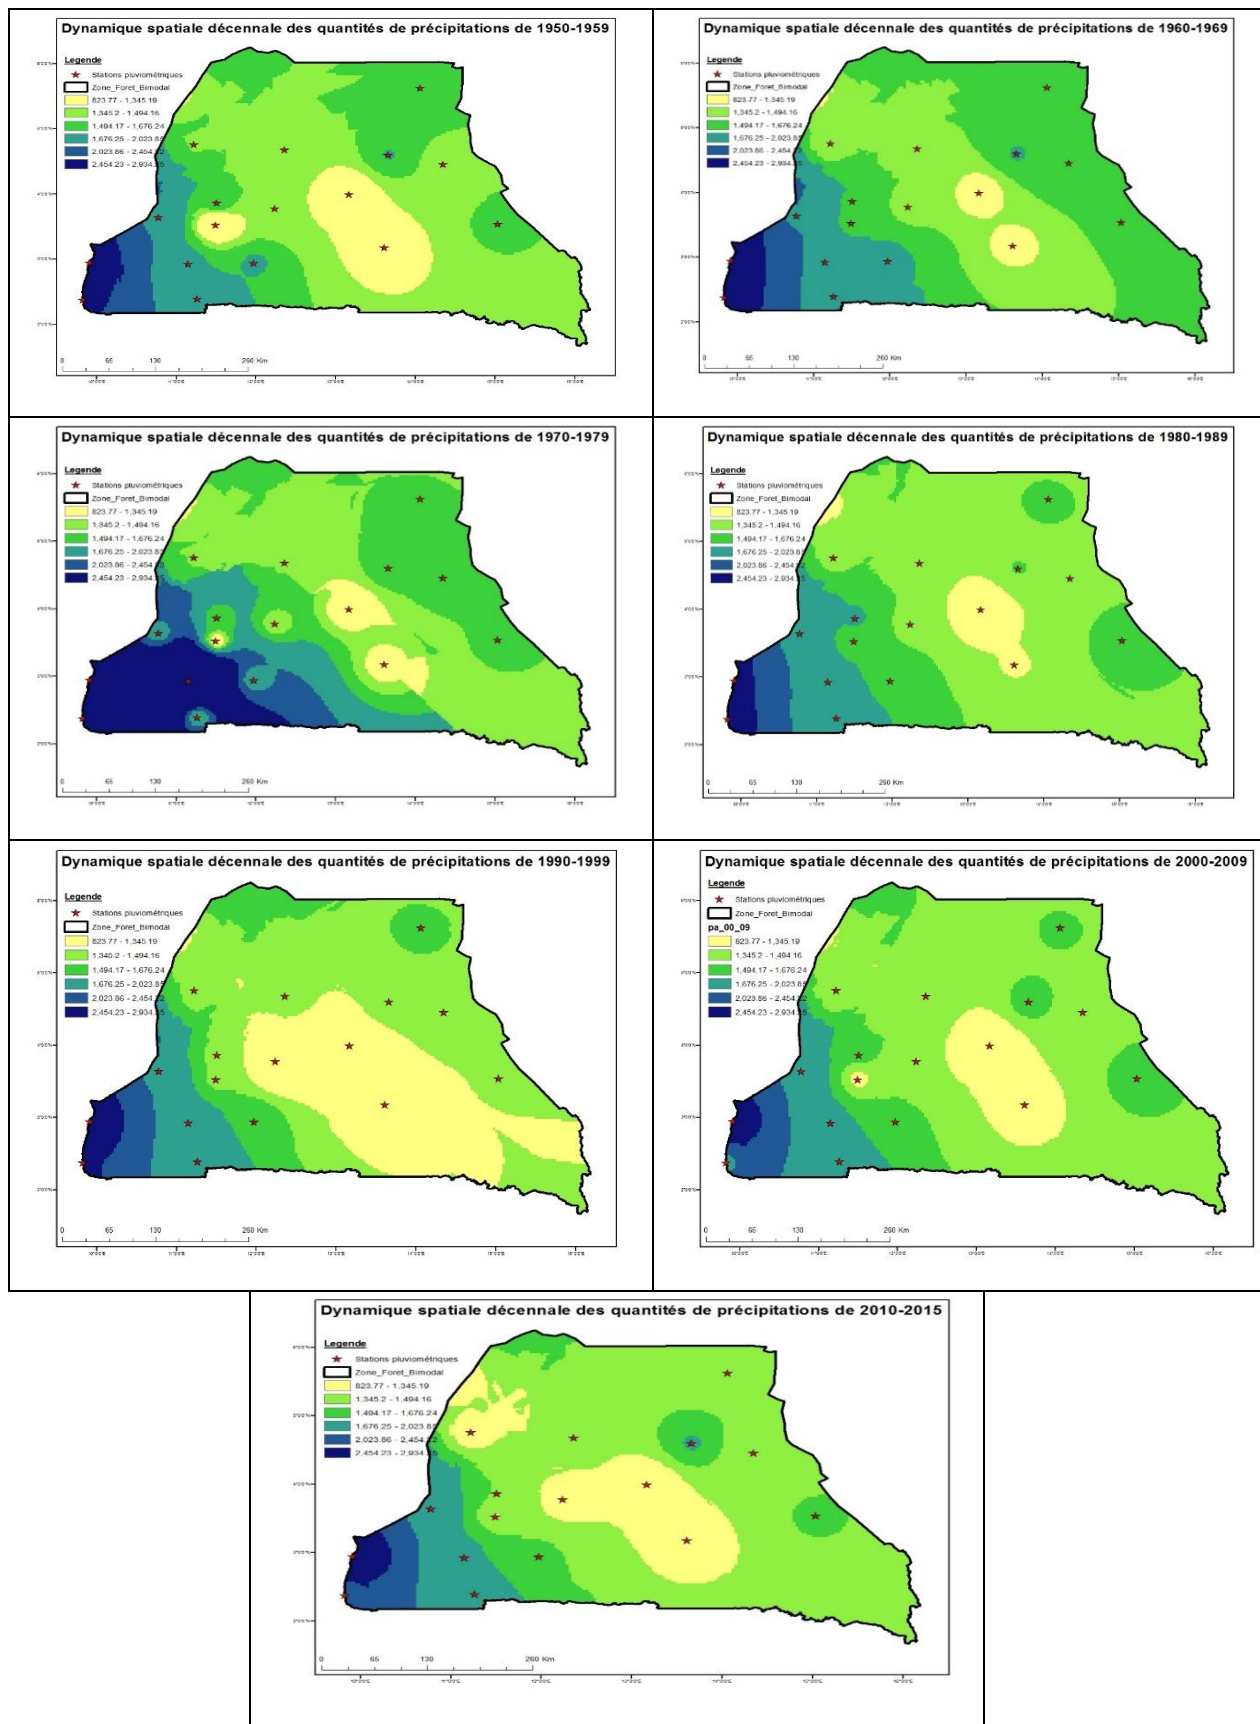 Dynamique spatiale décennale des quantités de précipitations de 1950-1959
Legende
Stations pluviométriques
Zone_Foret_Bimodal
823.77 - 1,345.19
1,345.2 - 1,494.16
1,494.17 - 1,676.24
1,676.25 - 2,023.85
2,023.86 - 2,454.22
2,454.23 - 2,934.25
0 65 130 260 Km
Dynamique spatiale décennale des quantités de précipitations de 1960-1969
Legende
Stations pluviométriques
Zone_Foret_Bimodal
823.77 - 1,345.19
1,345.2 - 1,494.16
1,494.17 - 1,676.24
1,676.25 - 2,023.85
2,023.86 - 2,454.22
2,454.23 - 2,934.25
0 65 130 260 Km
Dynamique spatiale décennale des quantités de précipitations de 1970-1979
Legende
Stations pluviométriques
Zone_Foret_Bimodal
823.77 - 1,345.19
1,345.2 - 1,494.16
1,494.17 - 1,676.24
1,676.25 - 2,023.85
2,023.86 - 2,454.22
2,454.23 - 2,934.25
0 65 130 260 Km
Dynamique spatiale décennale des quantités de précipitations de 1980-1989
Legende
Stations pluviométriques
Zone_Foret_Bimodal
823.77 - 1,345.19
1,345.2 - 1,494.16
1,494.17 - 1,676.24
1,676.25 - 2,023.85
2,023.86 - 2,454.22
2,454.23 - 2,934.25
0 65 130 260 Km
Dynamique spatiale décennale des quantités de précipitations de 1990-1999
Legende
Stations pluviométriques
Zone_Foret_Bimodal
823.77 - 1,345.19
1,345.2 - 1,494.16
1,494.17 - 1,676.24
1,676.25 - 2,023.85
2,023.86 - 2,454.22
2,454.23 - 2,934.25
0 65 130 260 Km
Dynamique spatiale décennale des quantités de précipitations de 2000-2009
Legende
Stations pluviométriques
Zone_Foret_Bimodal
pa_00_09
823.77 - 1,345.19
1,345.2 - 1,494.16
1,494.17 - 1,676.24
1,676.25 - 2,023.85
2,023.86 - 2,454.22
2,454.23 - 2,934.25
0 65 130 260 Km
Dynamique spatiale décennale des quantités de précipitations de 2010-2015
Legende
Stations pluviométriques
Zone_Foret_Bimodal
823.77 - 1,345.19
1,345.2 - 1,494.16
1,494.17 - 1,676.24
1,676.25 - 2,023.85
2,023.86 - 2,454.22
2,454.23 - 2,934.25
0 65 130 260 Km